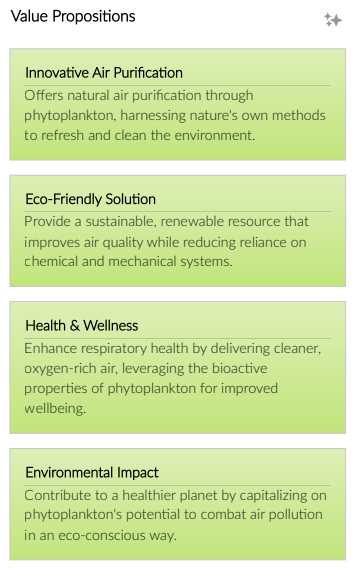 Value Propositions
Innovative Air Purification
Offers natural air purification through
phytoplankton, harnessing nature's own methods
to refresh and clean the environment.
Eco-Friendly Solution
Provide a sustainable, renewable resource that
improves air quality while reducing reliance on
chemical and mechanical systems.
Health & Wellness
Enhance respiratory health by delivering cleaner,
oxygen-rich air, leveraging the bioactive
properties of phytoplankton for improved
wellbeing.
Environmental Impact
Contribute to a healthier planet by capitalizing on
phytoplankton's potential to combat air pollution
in an eco-conscious way.